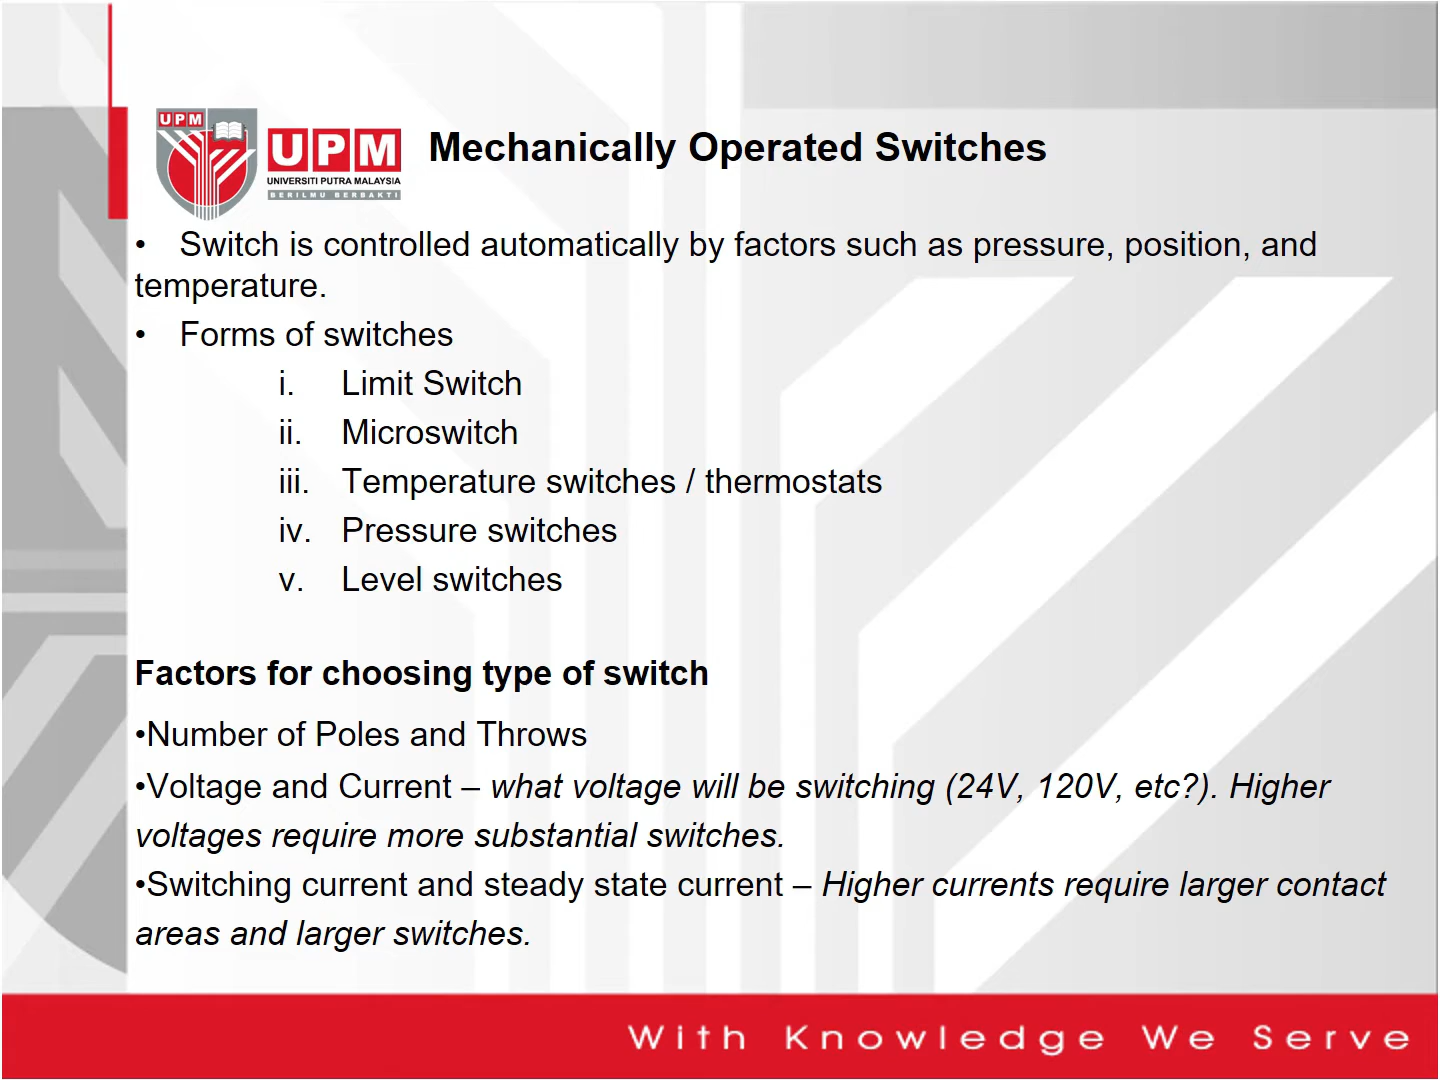 UPM
UPM
UNIVERSITI PUTRA MALAYSIA
BERILMU BERBAKTI
Mechanically Operated Switches
• Switch is controlled automatically by factors such as pressure, position, and
temperature.
• Forms of switches
i. Limit Switch
ii. Microswitch
iii. Temperature switches / thermostats
iv. Pressure switches
v. Level switches
Factors for choosing type of switch
•Number of Poles and Throws
•Voltage and Current – what voltage will be switching (24V, 120V, etc?). Higher
voltages require more substantial switches.
•Switching current and steady state current – Higher currents require larger contact
areas and larger switches.
With Knowledge We Serve